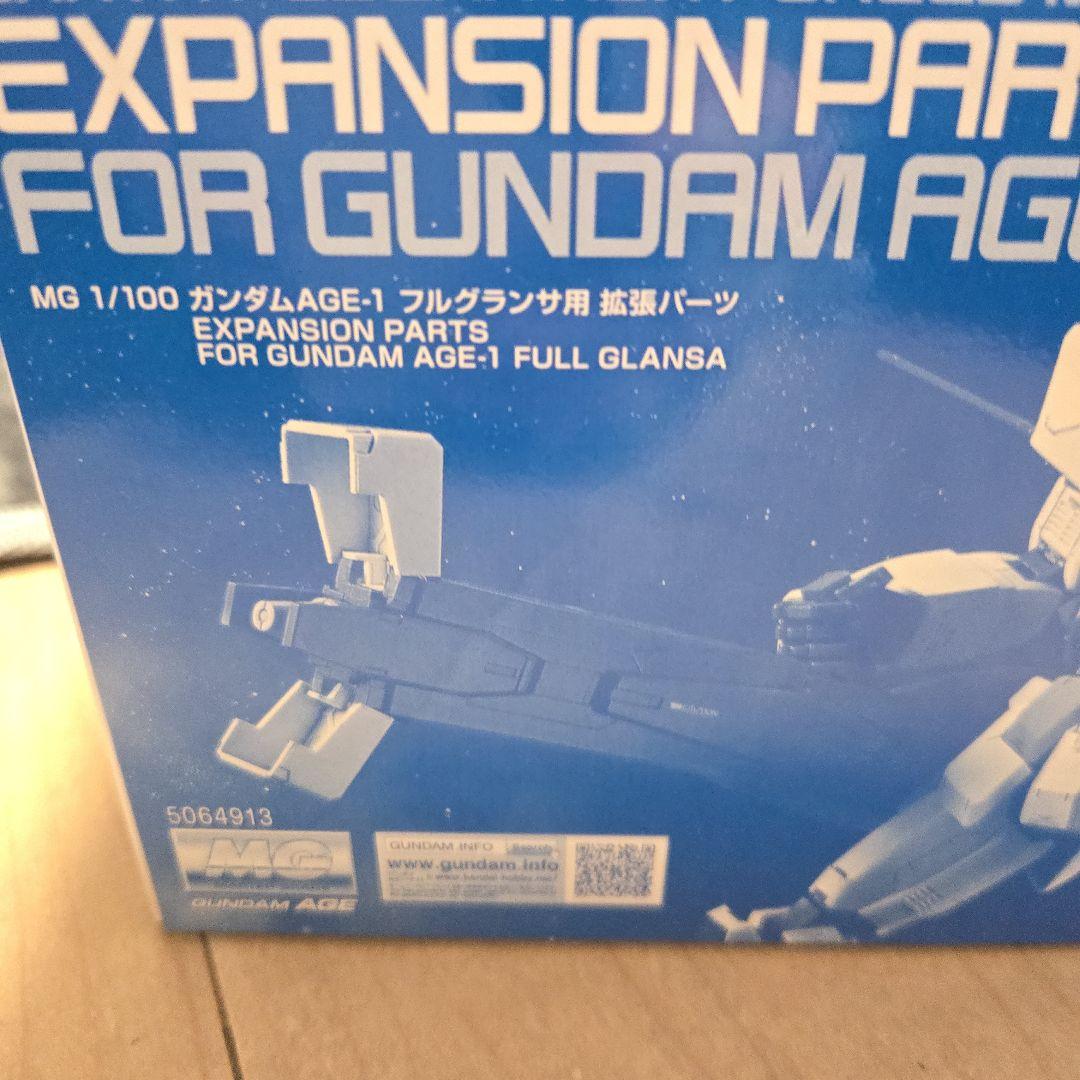 EXPANSION PAR
FOR GUNDAM AGE
MG 1/100 ガンダムAGE-1 フルグランサ用 拡張パーツ
EXPANSION PARTS
FOR GUNDAM AGE-1 FULL GLANSA
5064913
MG
GUNDAM AGE
GUNDAM.INFO
www.gundam.info